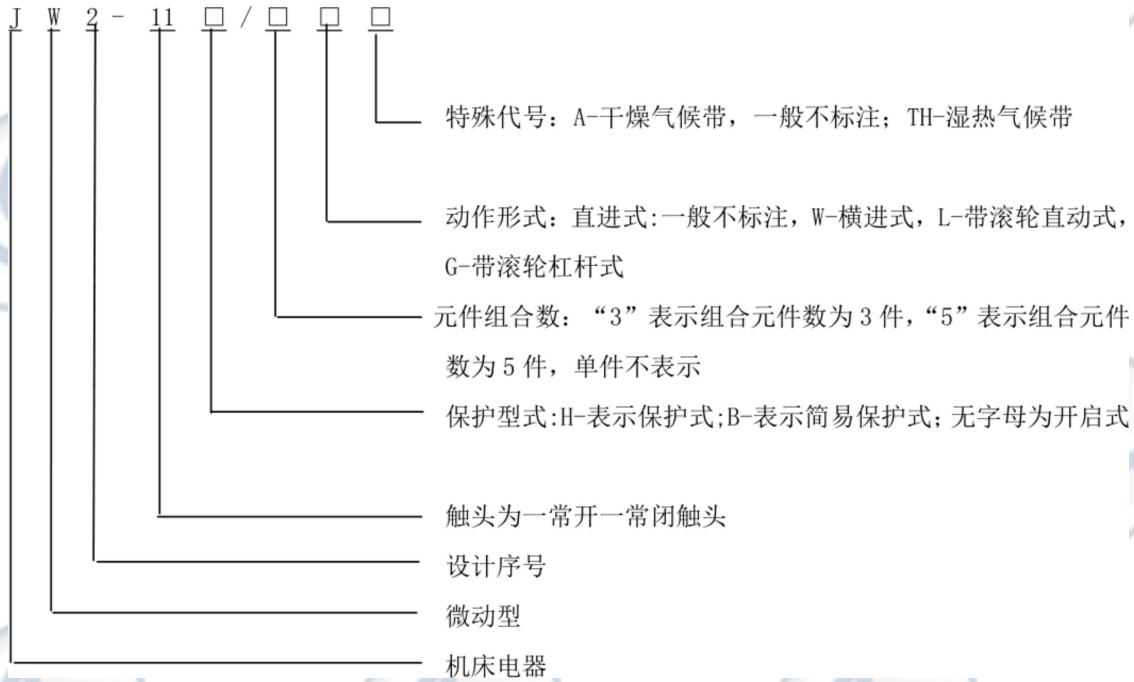 J W 2 - 11 □ / □ □ □
特殊代号：A-干燥气候带，一般不标注；TH-湿热气候带
动作形式：直进式:一般不标注，W-横进式，L-带滚轮直动式，
G-带滚轮杠杆式
元件组合数：“3”表示组合元件数为 3 件，“5”表示组合元件
数为 5 件，单件不表示
保护型式:H-表示保护式;B-表示简易保护式；无字母为开启式
触头为一常开一常闭触头
设计序号
微动型
机床电器